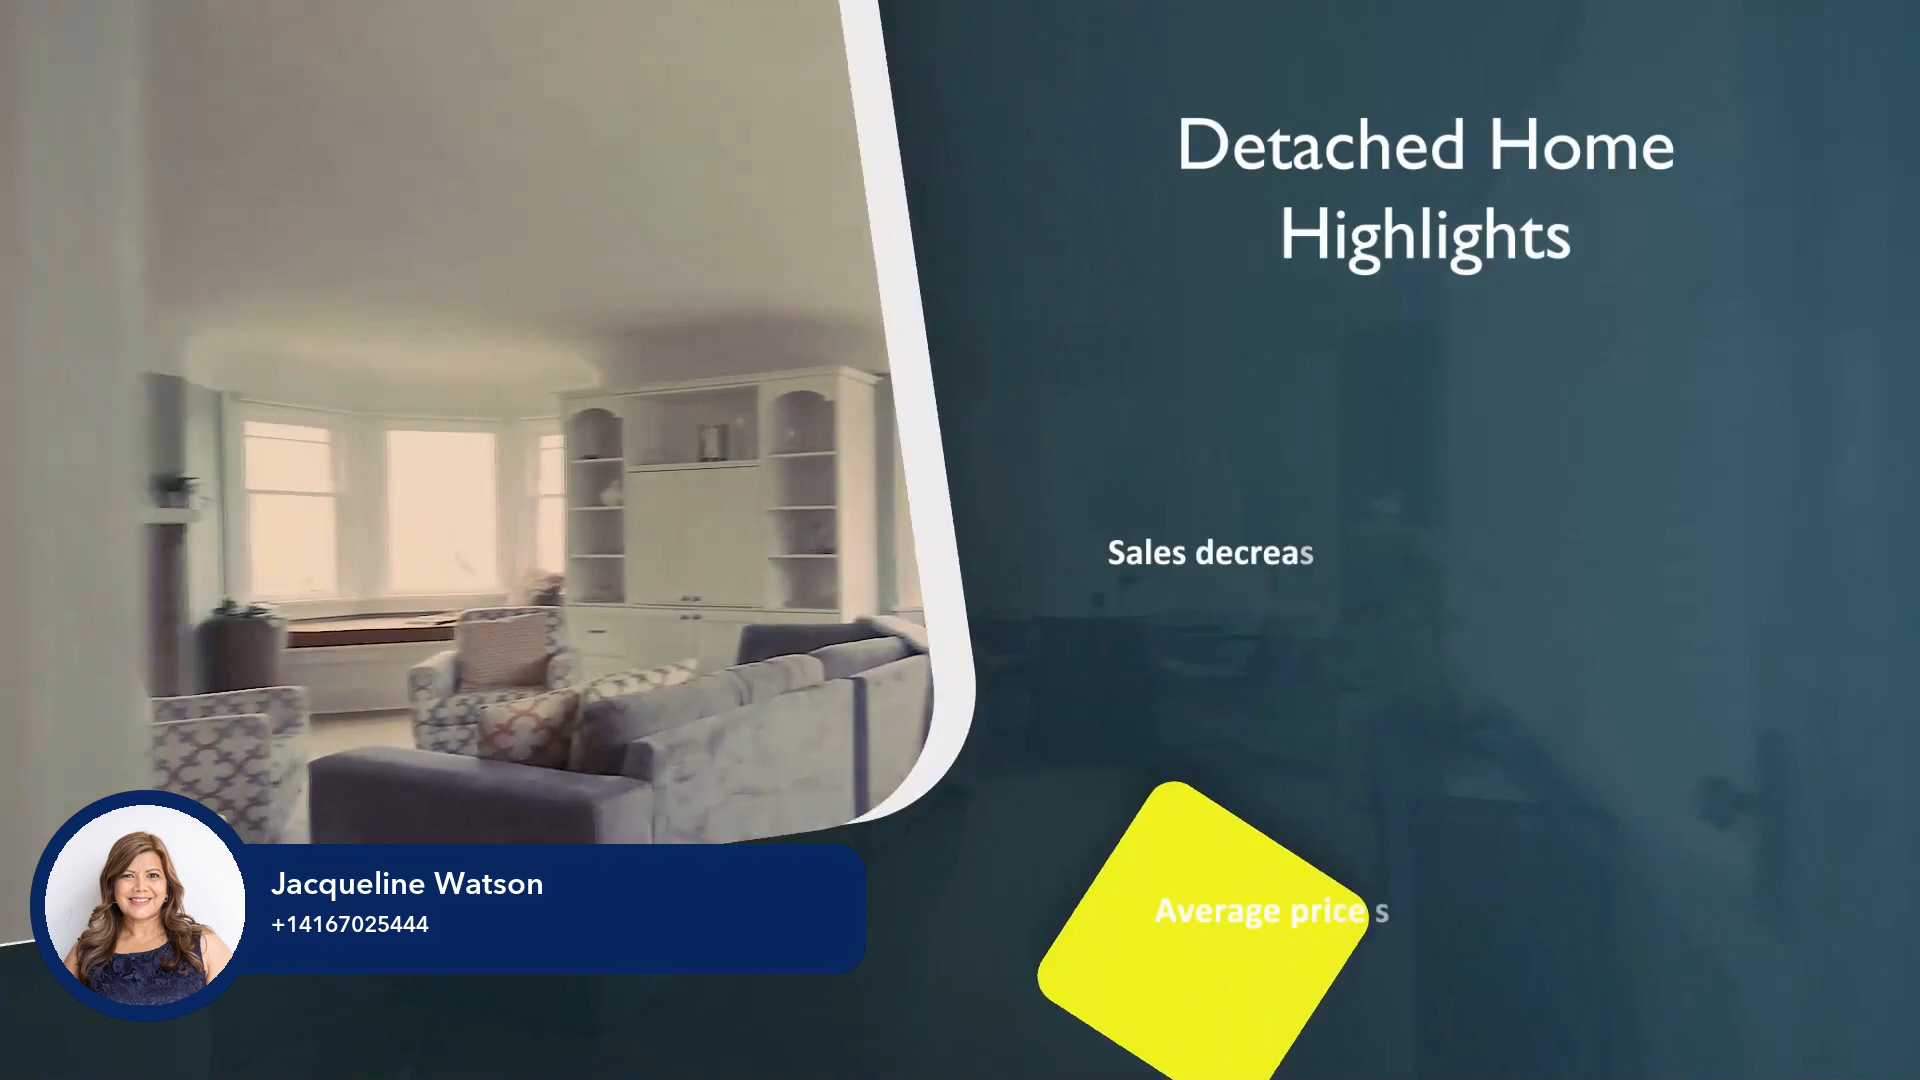 Detached Home
Highlights
Sales decreas
Average price s
Jacqueline Watson
+14167025444